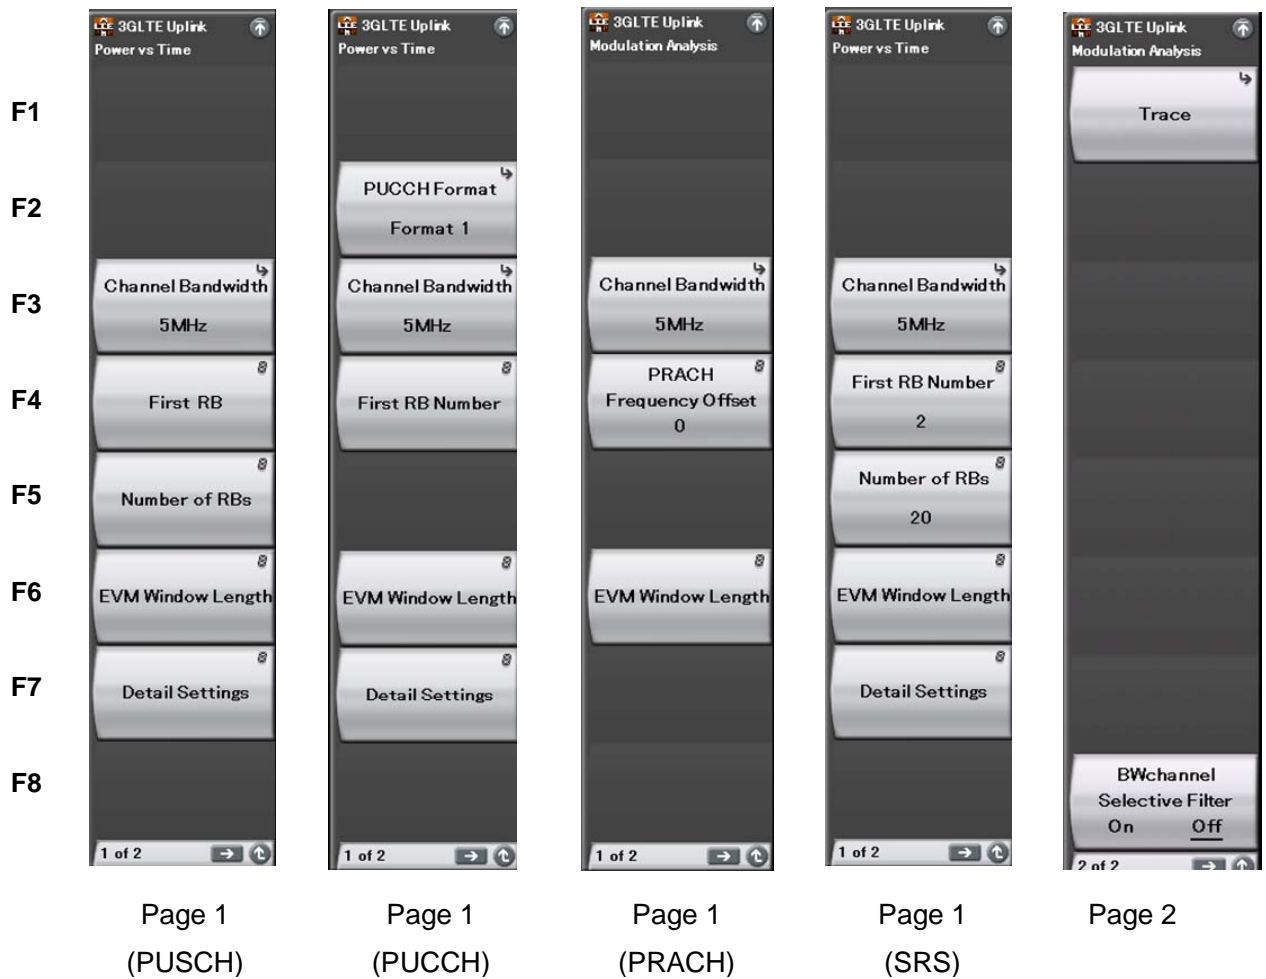 F1
F2
F3
F4
F5
F6
F7
F8
3GLTE Uplink
Power vs Time
Channel Bandwidth
5MHz
First RB
Number of RBs
EVM Window Length
Detail Settings
1 of 2
Page 1
(PUSCH)
3GLTE Uplink
Power vs Time
PUCCH Format
Format 1
Channel Bandwidth
5MHz
First RB Number
EVM Window Length
Detail Settings
1 of 2
Page 1
(PUCCH)
3GLTE Uplink
Modulation Analysis
Channel Bandwidth
5MHz
PRACH
Frequency Offset
0
EVM Window Length
1 of 2
Page 1
(PRACH)
3GLTE Uplink
Power vs Time
Channel Bandwidth
5MHz
First RB Number
2
Number of RBs
20
EVM Window Length
Detail Settings
1 of 2
Page 1
(SRS)
3GLTE Uplink
Modulation Analysis
Trace
BWchannel
Selective Filter
On Off
2 of 2
Page 2